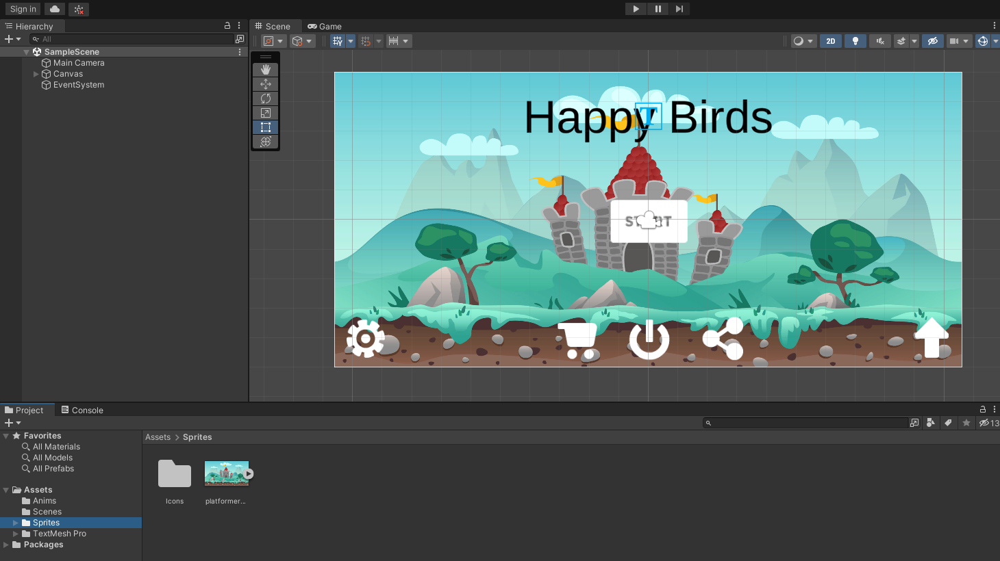 Sign in
Hierarchy
All
SampleScene
Main Camera
Canvas
EventSystem
Scene
Game
2D
Happy Birds
T
Project
Console
13
Favorites
All Materials
All Models
All Prefabs
Assets
Anims
Scenes
Sprites
TextMesh Pro
Packages
Assets > Sprites
Icons
platformer...